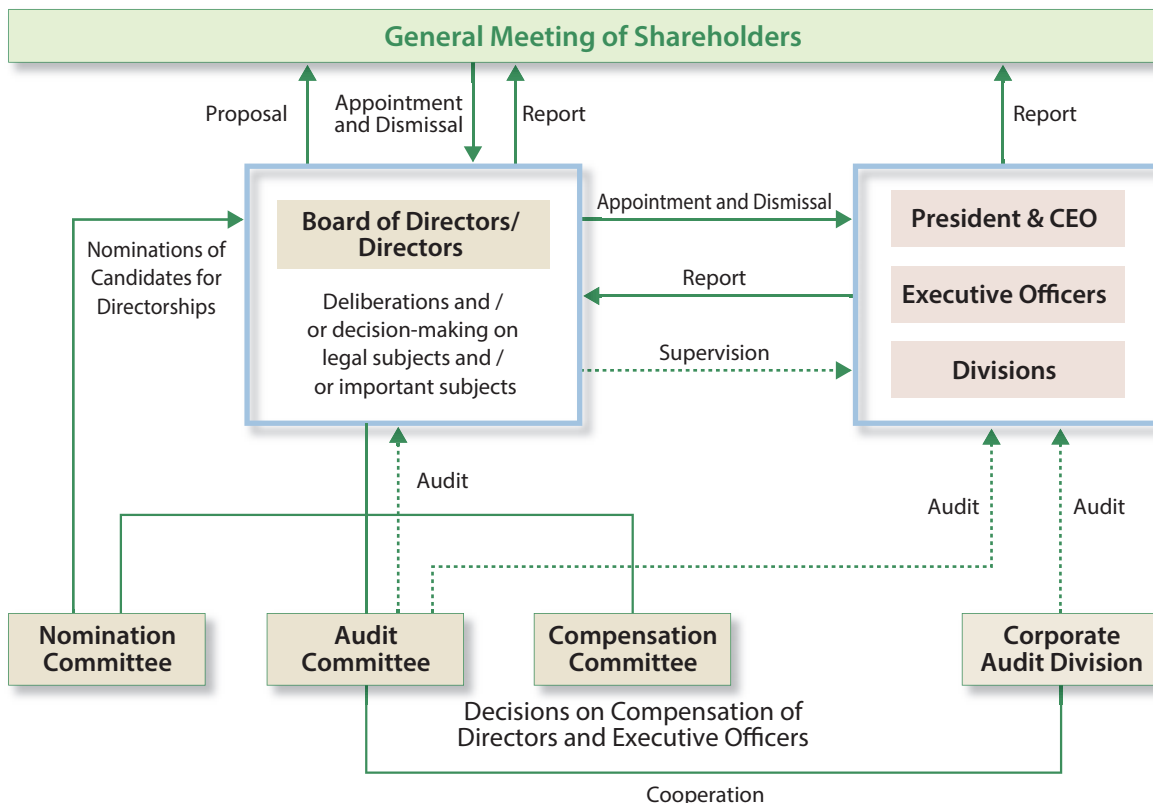 General Meeting of Shareholders
Proposal
Appointment
and Dismissal
Report
Report
Board of Directors/
Directors
Deliberations and /
or decision-making on
legal subjects and /
or important subjects
Nominations of
Candidates for
Directorships
Appointment and Dismissal
Report
Supervision
President & CEO
Executive Officers
Divisions
Audit
Audit
Audit
Nomination
Committee
Audit
Committee
Compensation
Committee
Corporate
Audit Division
Decisions on Compensation of
Directors and Executive Officers
Cooperation